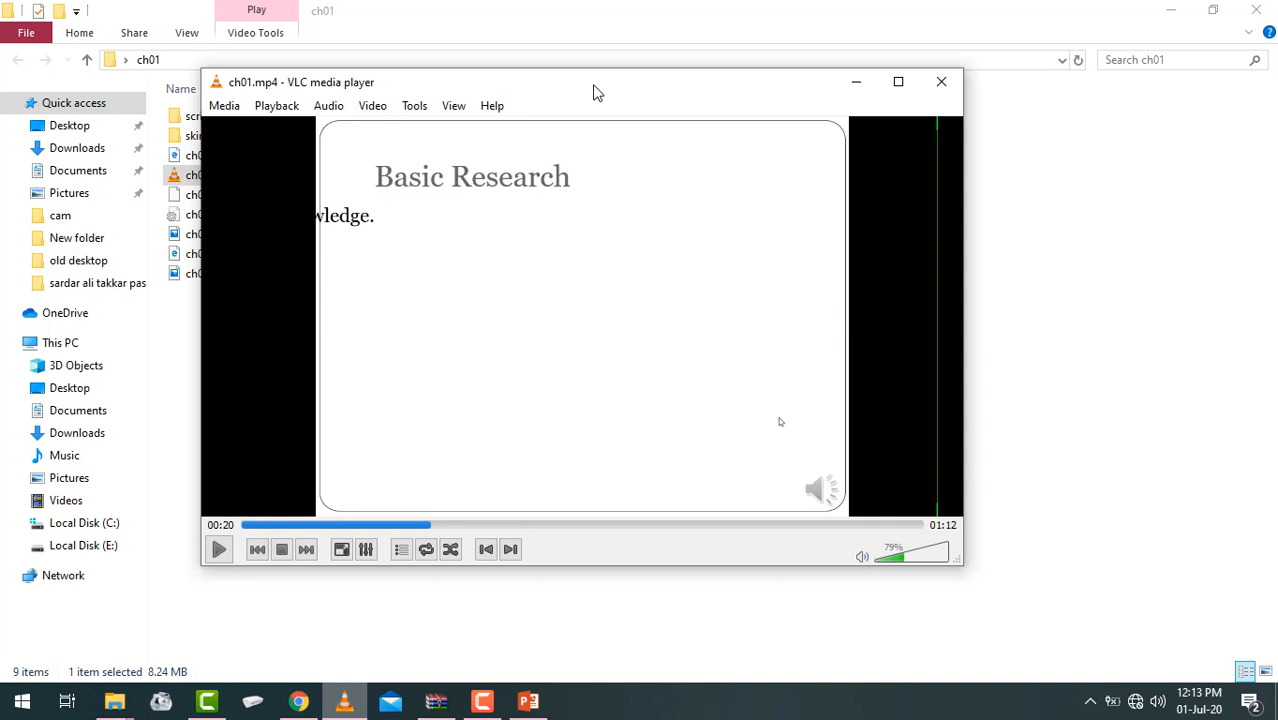 Play
ch01
File
Home
Share
View
Video Tools
ch01
Search ch01
Name
Quick access
Desktop
Downloads
Documents
Pictures
cam
New folder
old desktop
sardar ali takkar pas
OneDrive
This PC
3D Objects
Desktop
Documents
Downloads
Music
Pictures
Videos
Local Disk (C:)
Local Disk (E:)
Network
ch01.mp4 - VLC media player
Media Playback Audio Video Tools View Help
Basic Research
wledge.
00:20
01:12
79%
9 items 1 item selected 8.24 MB
12:13 PM
01-Jul-20
2